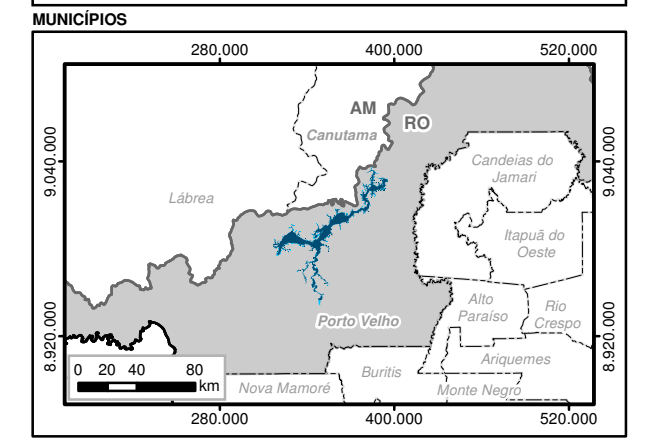 MUNICÍPIOS
280.000 400.000 520.000
AM
RO
Canutama
9.040.000
9.040.000
Candeias do
Jamari
Lábrea
Itapuã do
Oeste
Alto
Paraíso
Rio
Crespo
Porto Velho
8.920.000
8.920.000
Ariquemes
0 20 40 80
km
Buritis
Nova Mamoré
Monte Negro
280.000 400.000 520.000